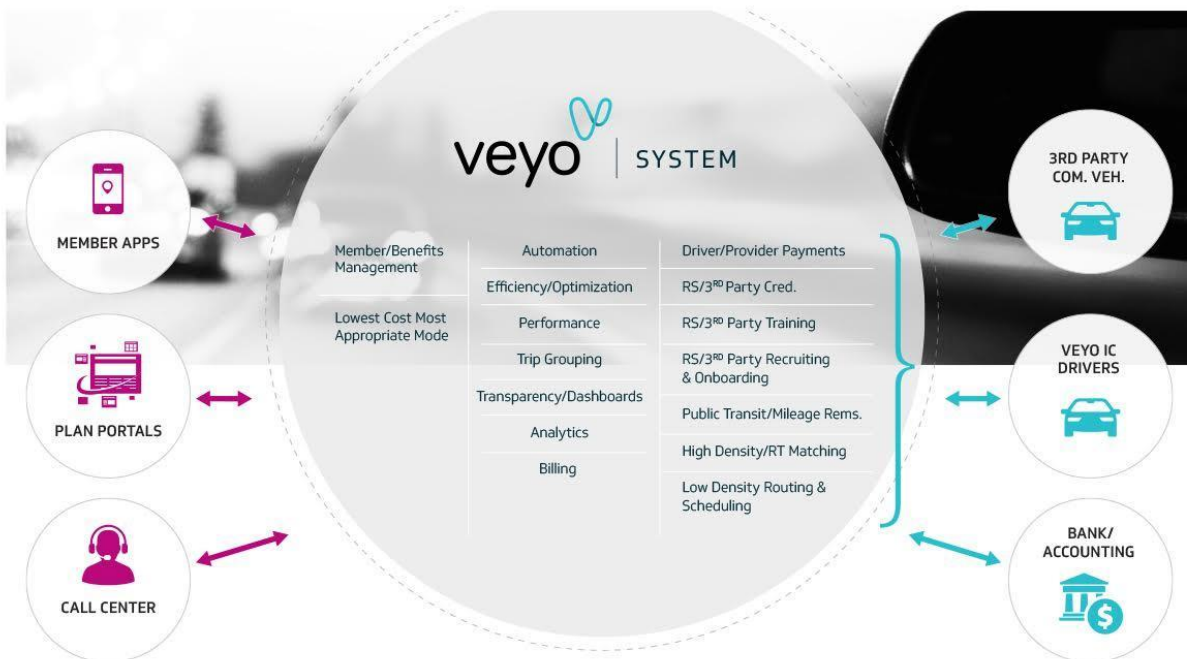 veyo | SYSTEM
MEMBER APPS
PLAN PORTALS
CALL CENTER
Member/Benefits
Management
Lowest Cost Most
Appropriate Mode
Automation
Efficiency/Optimization
Performance
Trip Grouping
Transparency/Dashboards
Analytics
Billing
Driver/Provider Payments
RS/3RD Party Cred.
RS/3RD Party Training
RS/3RD Party Recruiting
& Onboarding
Public Transit/Mileage Rems.
High Density/RT Matching
Low Density Routing &
Scheduling
3RD PARTY
COM. VEH.
VEYO IC
DRIVERS
BANK/
ACCOUNTING
$